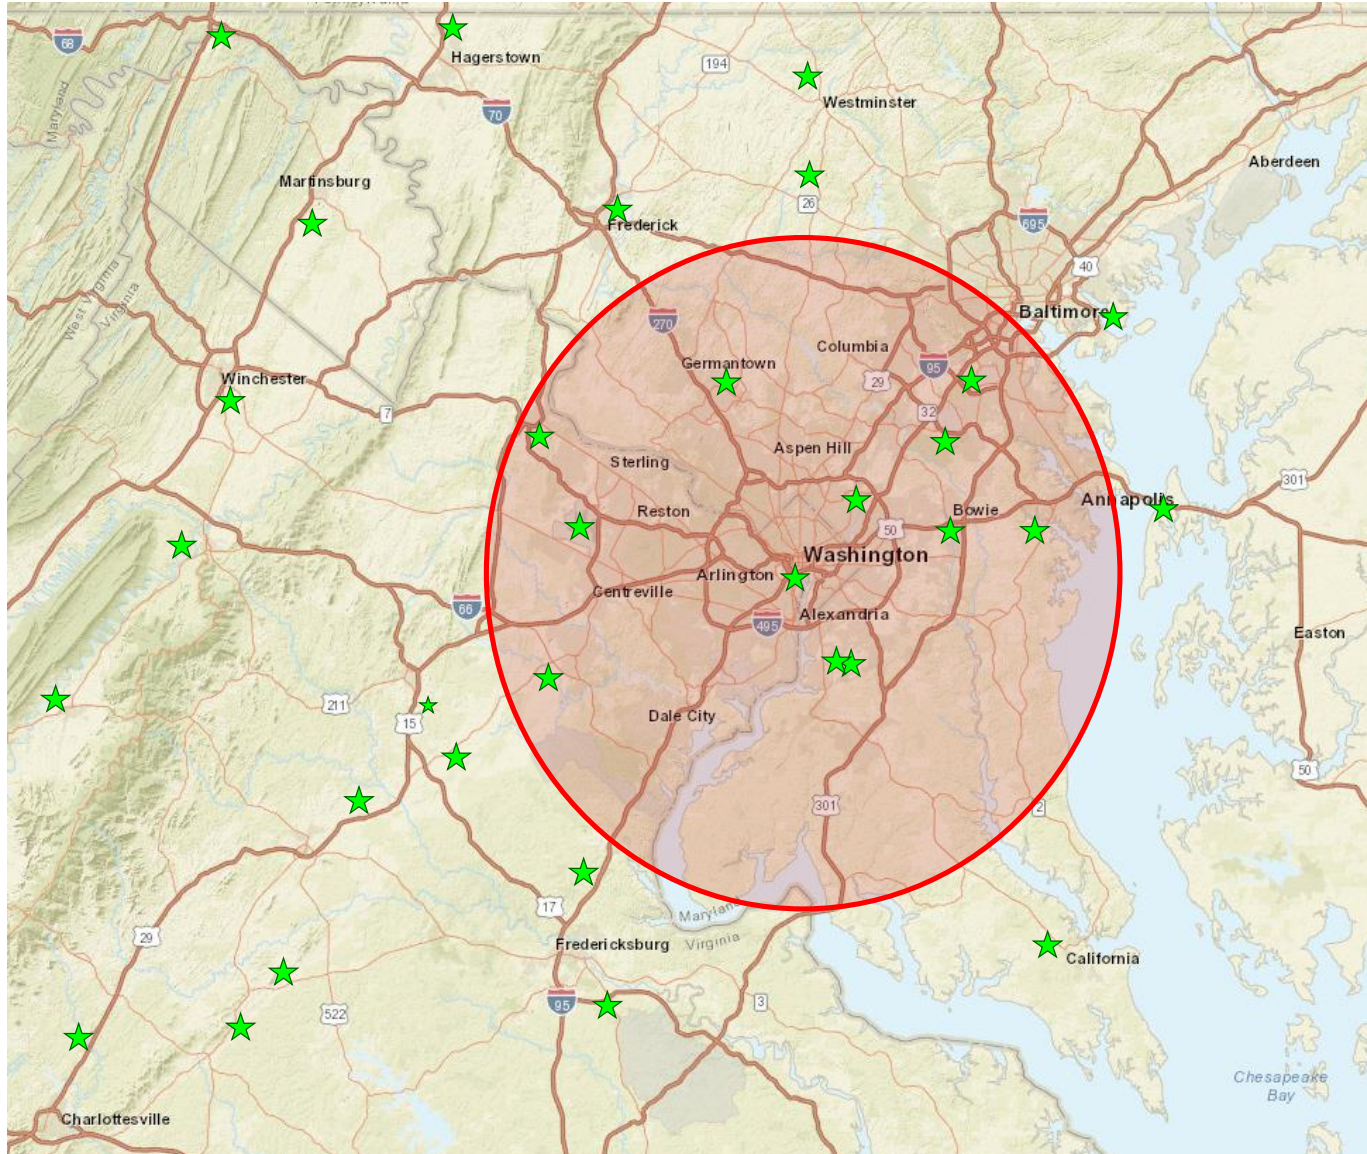 68
Hagerstown
194
70
Westminster
Maryland
Aberdeen
Martinsburg
26
Frederick
695
40
West Virginia
Virginia
Baltimore
270
Columbia
Germantown
95
29
Winchester
7
32
Aspen Hill
Sterling
301
Annapolis
Reston
Bowie
50
Washington
Arlington
Centreville
66
Alexandria
495
Easton
211
15
Dale City
50
301
2
17
Maryland
Virginia
29
Fredericksburg
California
95
3
522
Chesapeake
Bay
Charlottesville